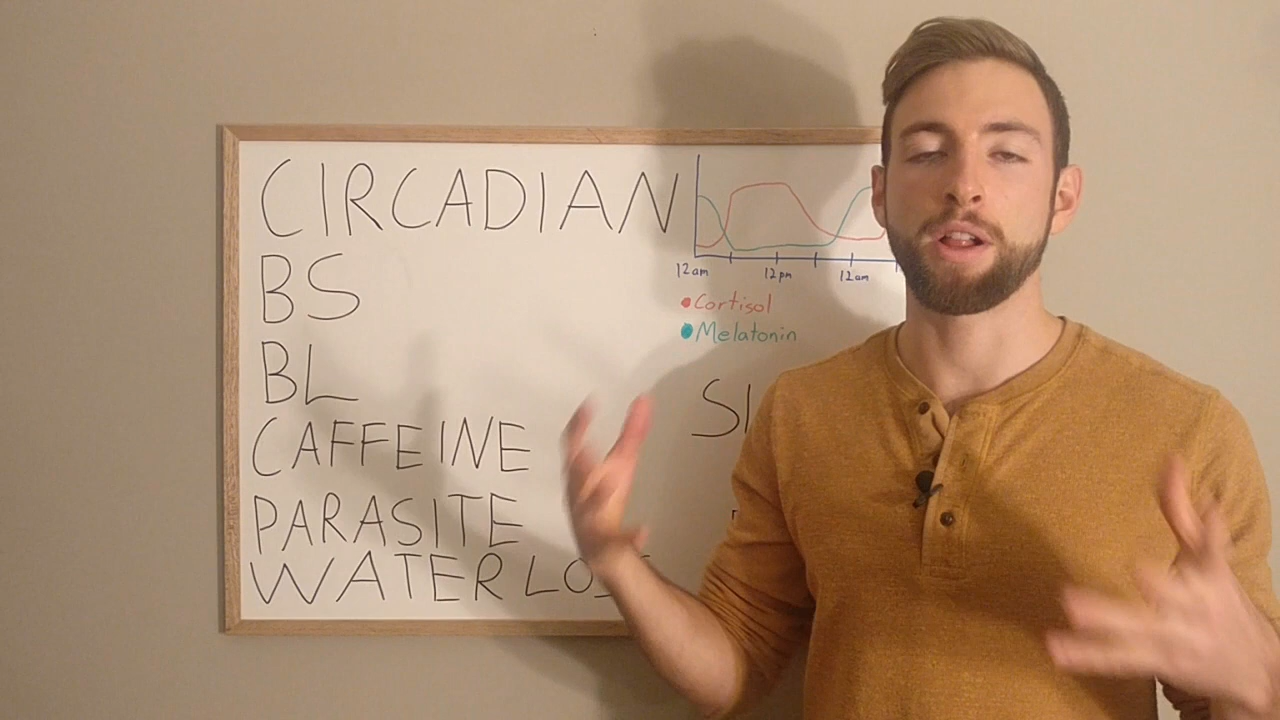 CIRCADIAN
BS
BL
CAFFEINE
PARASITE
WATER
12am 12pm 12am
Cortisol
Melatonin